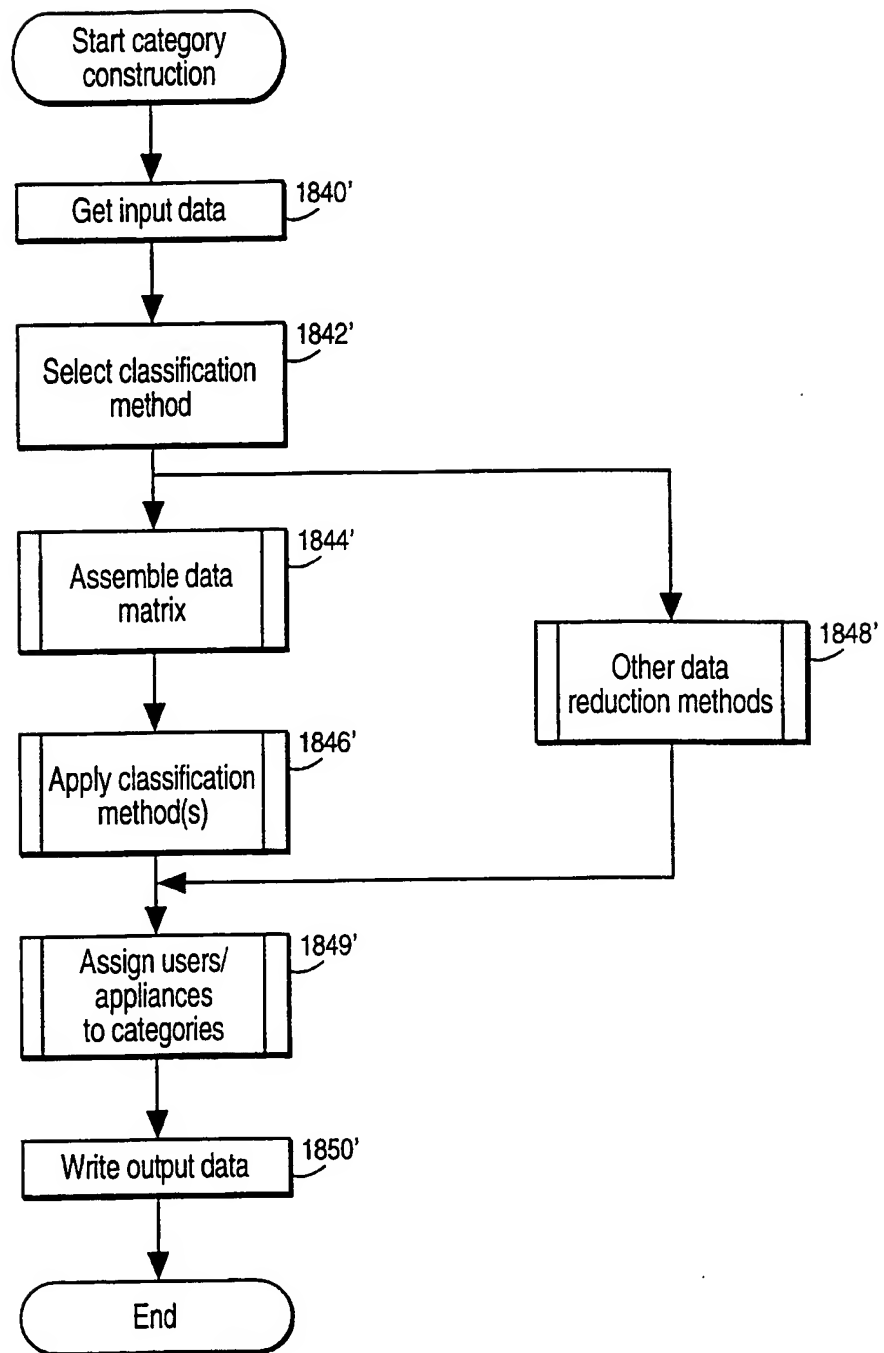 Start category
construction
Get input data
1840'
Select classification
method
1842'
Assemble data
matrix
1844'
Other data
reduction methods
1848'
Apply classification
method(s)
1846'
Assign users/
appliances
to categories
1849'
Write output data
1850'
End